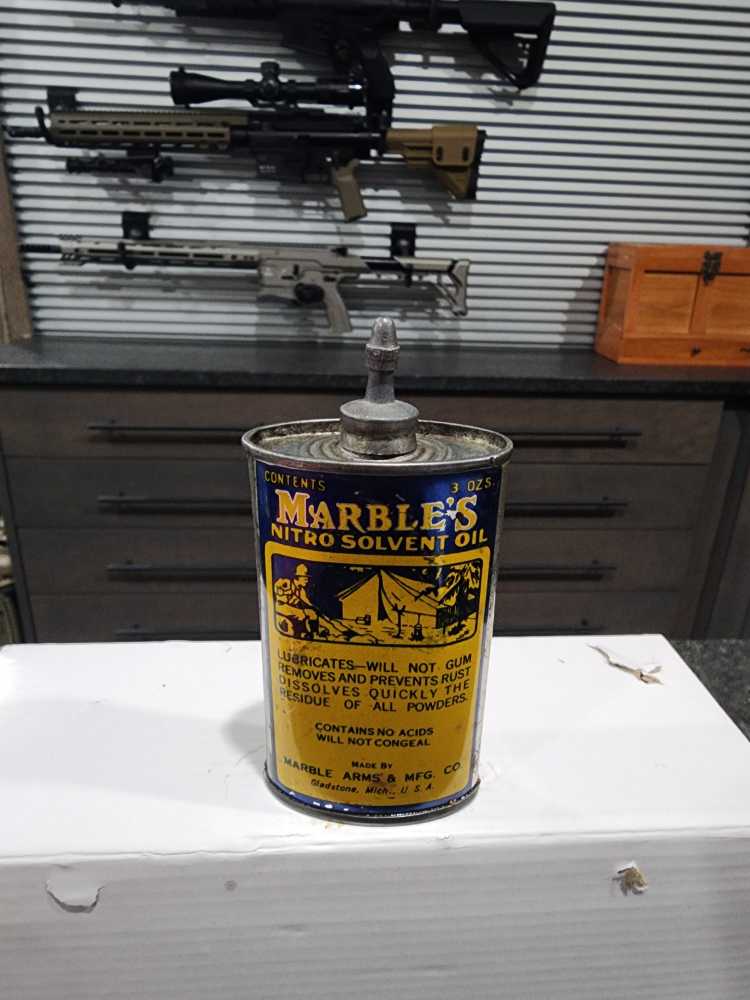 CONTENTS 3 OZS.
MARBLE'S
NITRO SOLVENT OIL
LUBRICATES—WILL NOT GUM
REMOVES AND PREVENTS RUST
DISSOLVES QUICKLY THE
RESIDUE OF ALL POWDERS.
CONTAINS NO ACIDS
WILL NOT CONGEAL
MADE BY
MARBLE ARMS & MFG. CO.
Gladstone, Mich., U. S. A.